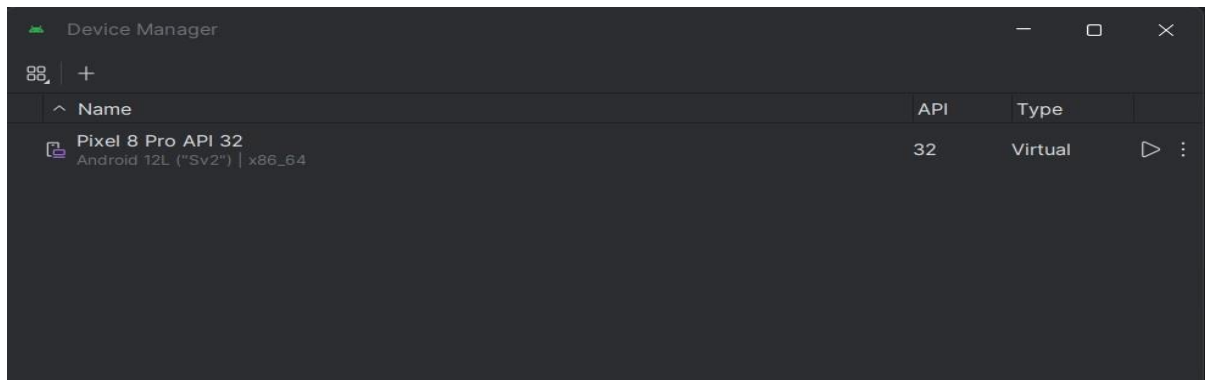 Device Manager
Name API Type
Pixel 8 Pro API 32
Android 12L ("Sv2") | x86_64
32 Virtual